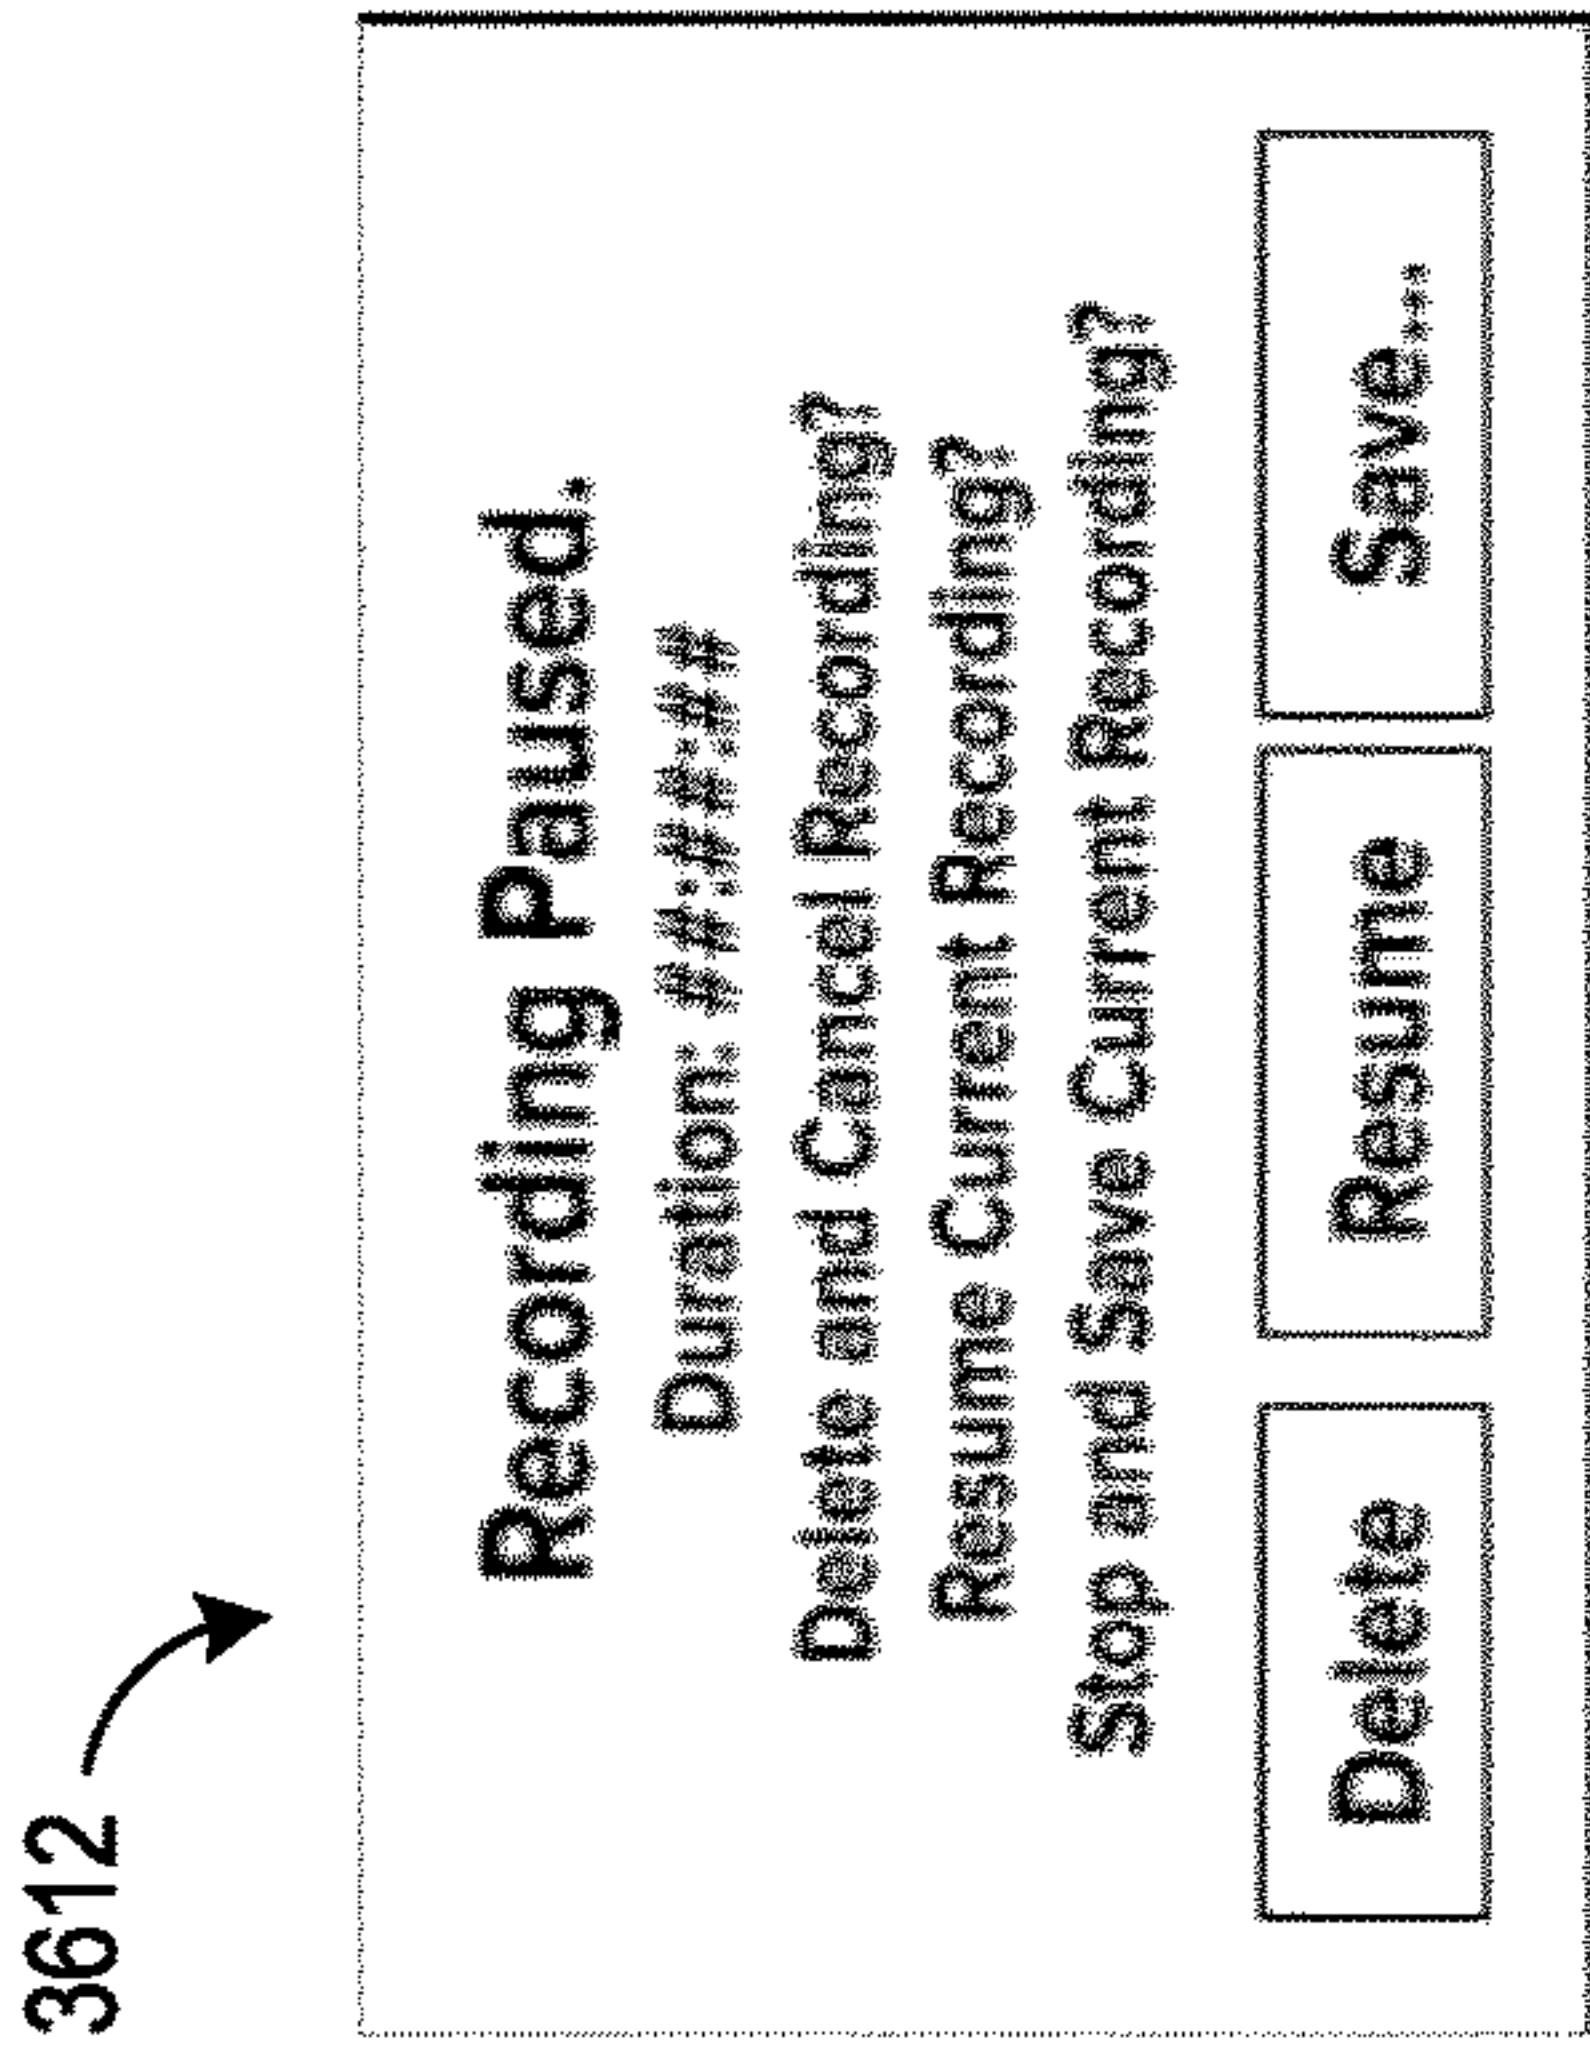 3612
Recording Paused.
Duration: ##:##:##
Delete and Cancel Recording?
Resume Current Recording?
Stop and Save Current Recording?
Delete Resume Save...